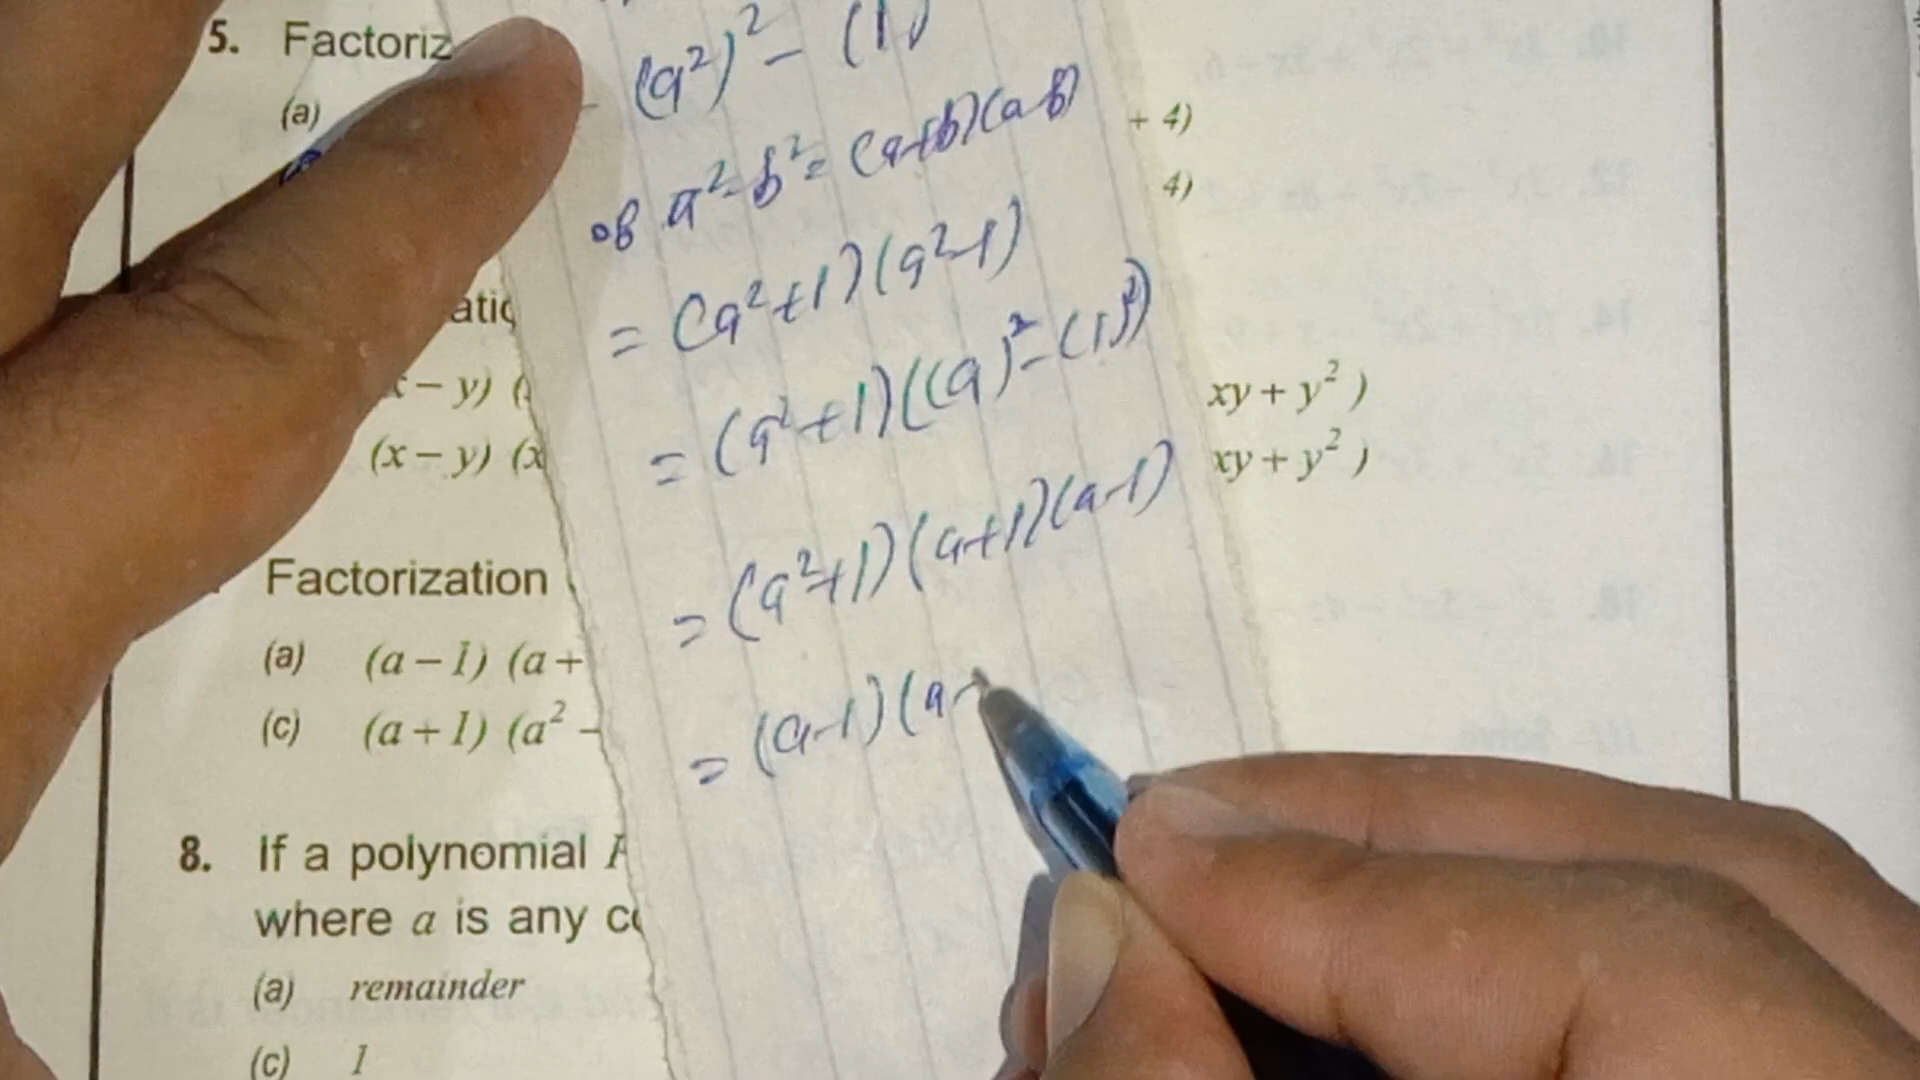 5. Factoriz
(a)
+ 4)
4)
(a²)² - (1)
of a² - b² = (a+b)(a-b)
= (a²+1)(a²-1)
= (a²+1)((a)²-(1)²)
= (a²+1)(a+1)(a-1)
= (a-1)(a-
x - y) (
xy + y² )
(x - y) (x
xy + y² )
Factorization
(a) (a - 1) (a +
(c) (a + 1) (a² -
8. If a polynomial
where a is any
(a) remainder
(c) 1